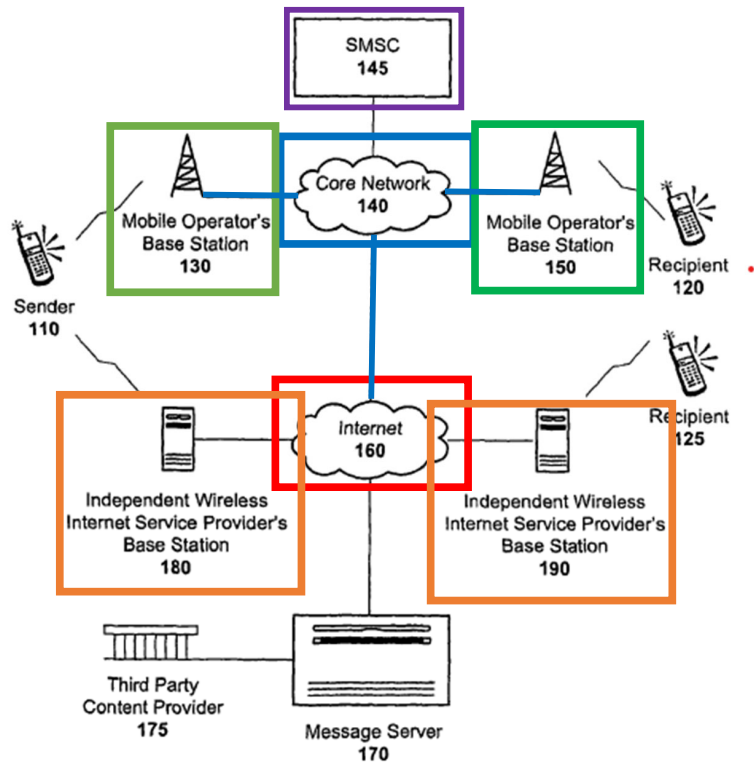 SMSC
145
Core Network
140
Mobile Operator's
Base Station
130
Mobile Operator's
Base Station
150
Sender
110
Recipient
120
Recipient
125
Internet
160
Independent Wireless
Internet Service Provider's
Base Station
180
Independent Wireless
Internet Service Provider's
Base Station
190
Third Party
Content Provider
175
Message Server
170